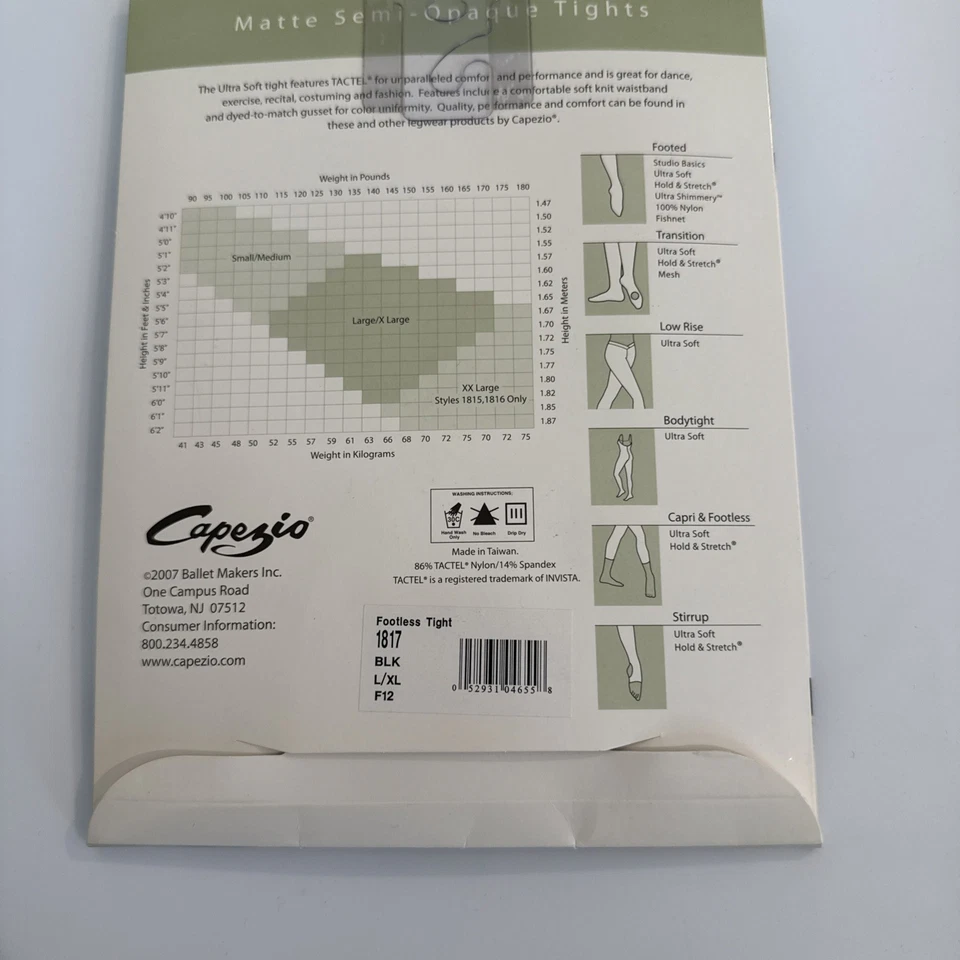 Matte Semi-Opaque Tights
The Ultra Soft tight features TACTEL® for unparalleled comfor and performance and is great for dance,
exercise, recital, costuming and fashion. Features include a comfortable soft knit waistband
and dyed-to-match gusset for color uniformity. Quality, pe formance and comfort can be found in
these and other legwear products by Capezio®.
Weight in Pounds
90 95 100 105 110 115 120 125 130 135 140 145 150 155 160 165 170 175 180
Height in Feet & Inches
4'10"
4'11"
5'0"
5'1"
5'2"
5'3"
5'4"
5'5"
5'6"
5'7"
5'8"
5'9"
5'10"
5'11"
6'0"
6'1"
6'2"
Small/Medium
Large/X Large
XX Large
Styles 1815,1816 Only
1.47
1.50
1.52
1.55
1.57
1.60
1.62
1.65
1.67
1.70
1.72
1.75
1.77
1.80
1.82
1.85
1.87
Height in Meters
41 43 45 48 50 52 55 57 59 61 63 66 68 70 72 75 70 72 75
Weight in Kilograms
Footed
Studio Basics
Ultra Soft
Hold & Stretch®
Ultra Shimmery™
100% Nylon
Fishnet
Transition
Ultra Soft
Hold & Stretch®
Mesh
Low Rise
Ultra Soft
Bodytight
Ultra Soft
Capri & Footless
Ultra Soft
Hold & Stretch®
Stirrup
Ultra Soft
Hold & Stretch®
Capezio®
©2007 Ballet Makers Inc.
One Campus Road
Totowa, NJ 07512
Consumer Information:
800.234.4858
www.capezio.com
WASHING INSTRUCTIONS:
30C
Hand Wash Only
No Bleach
Drip Dry
Made in Taiwan.
86% TACTEL® Nylon/14% Spandex
TACTEL® is a registered trademark of INVISTA.
Footless Tight
1817
BLK
L/XL
F12
0 52931 04655 8